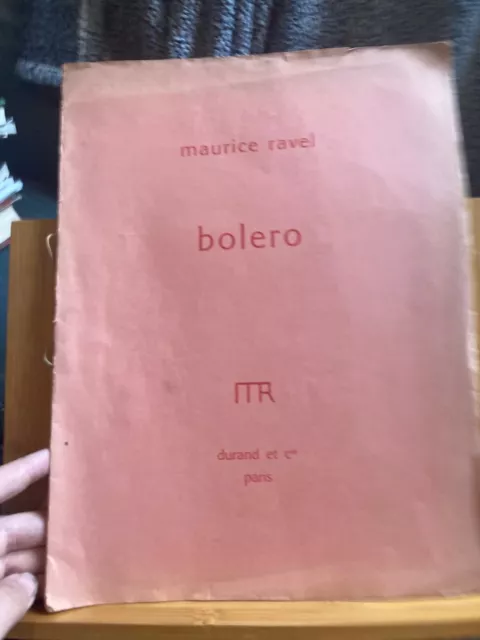 maurice ravel
bolero
MR
durand et cie
paris